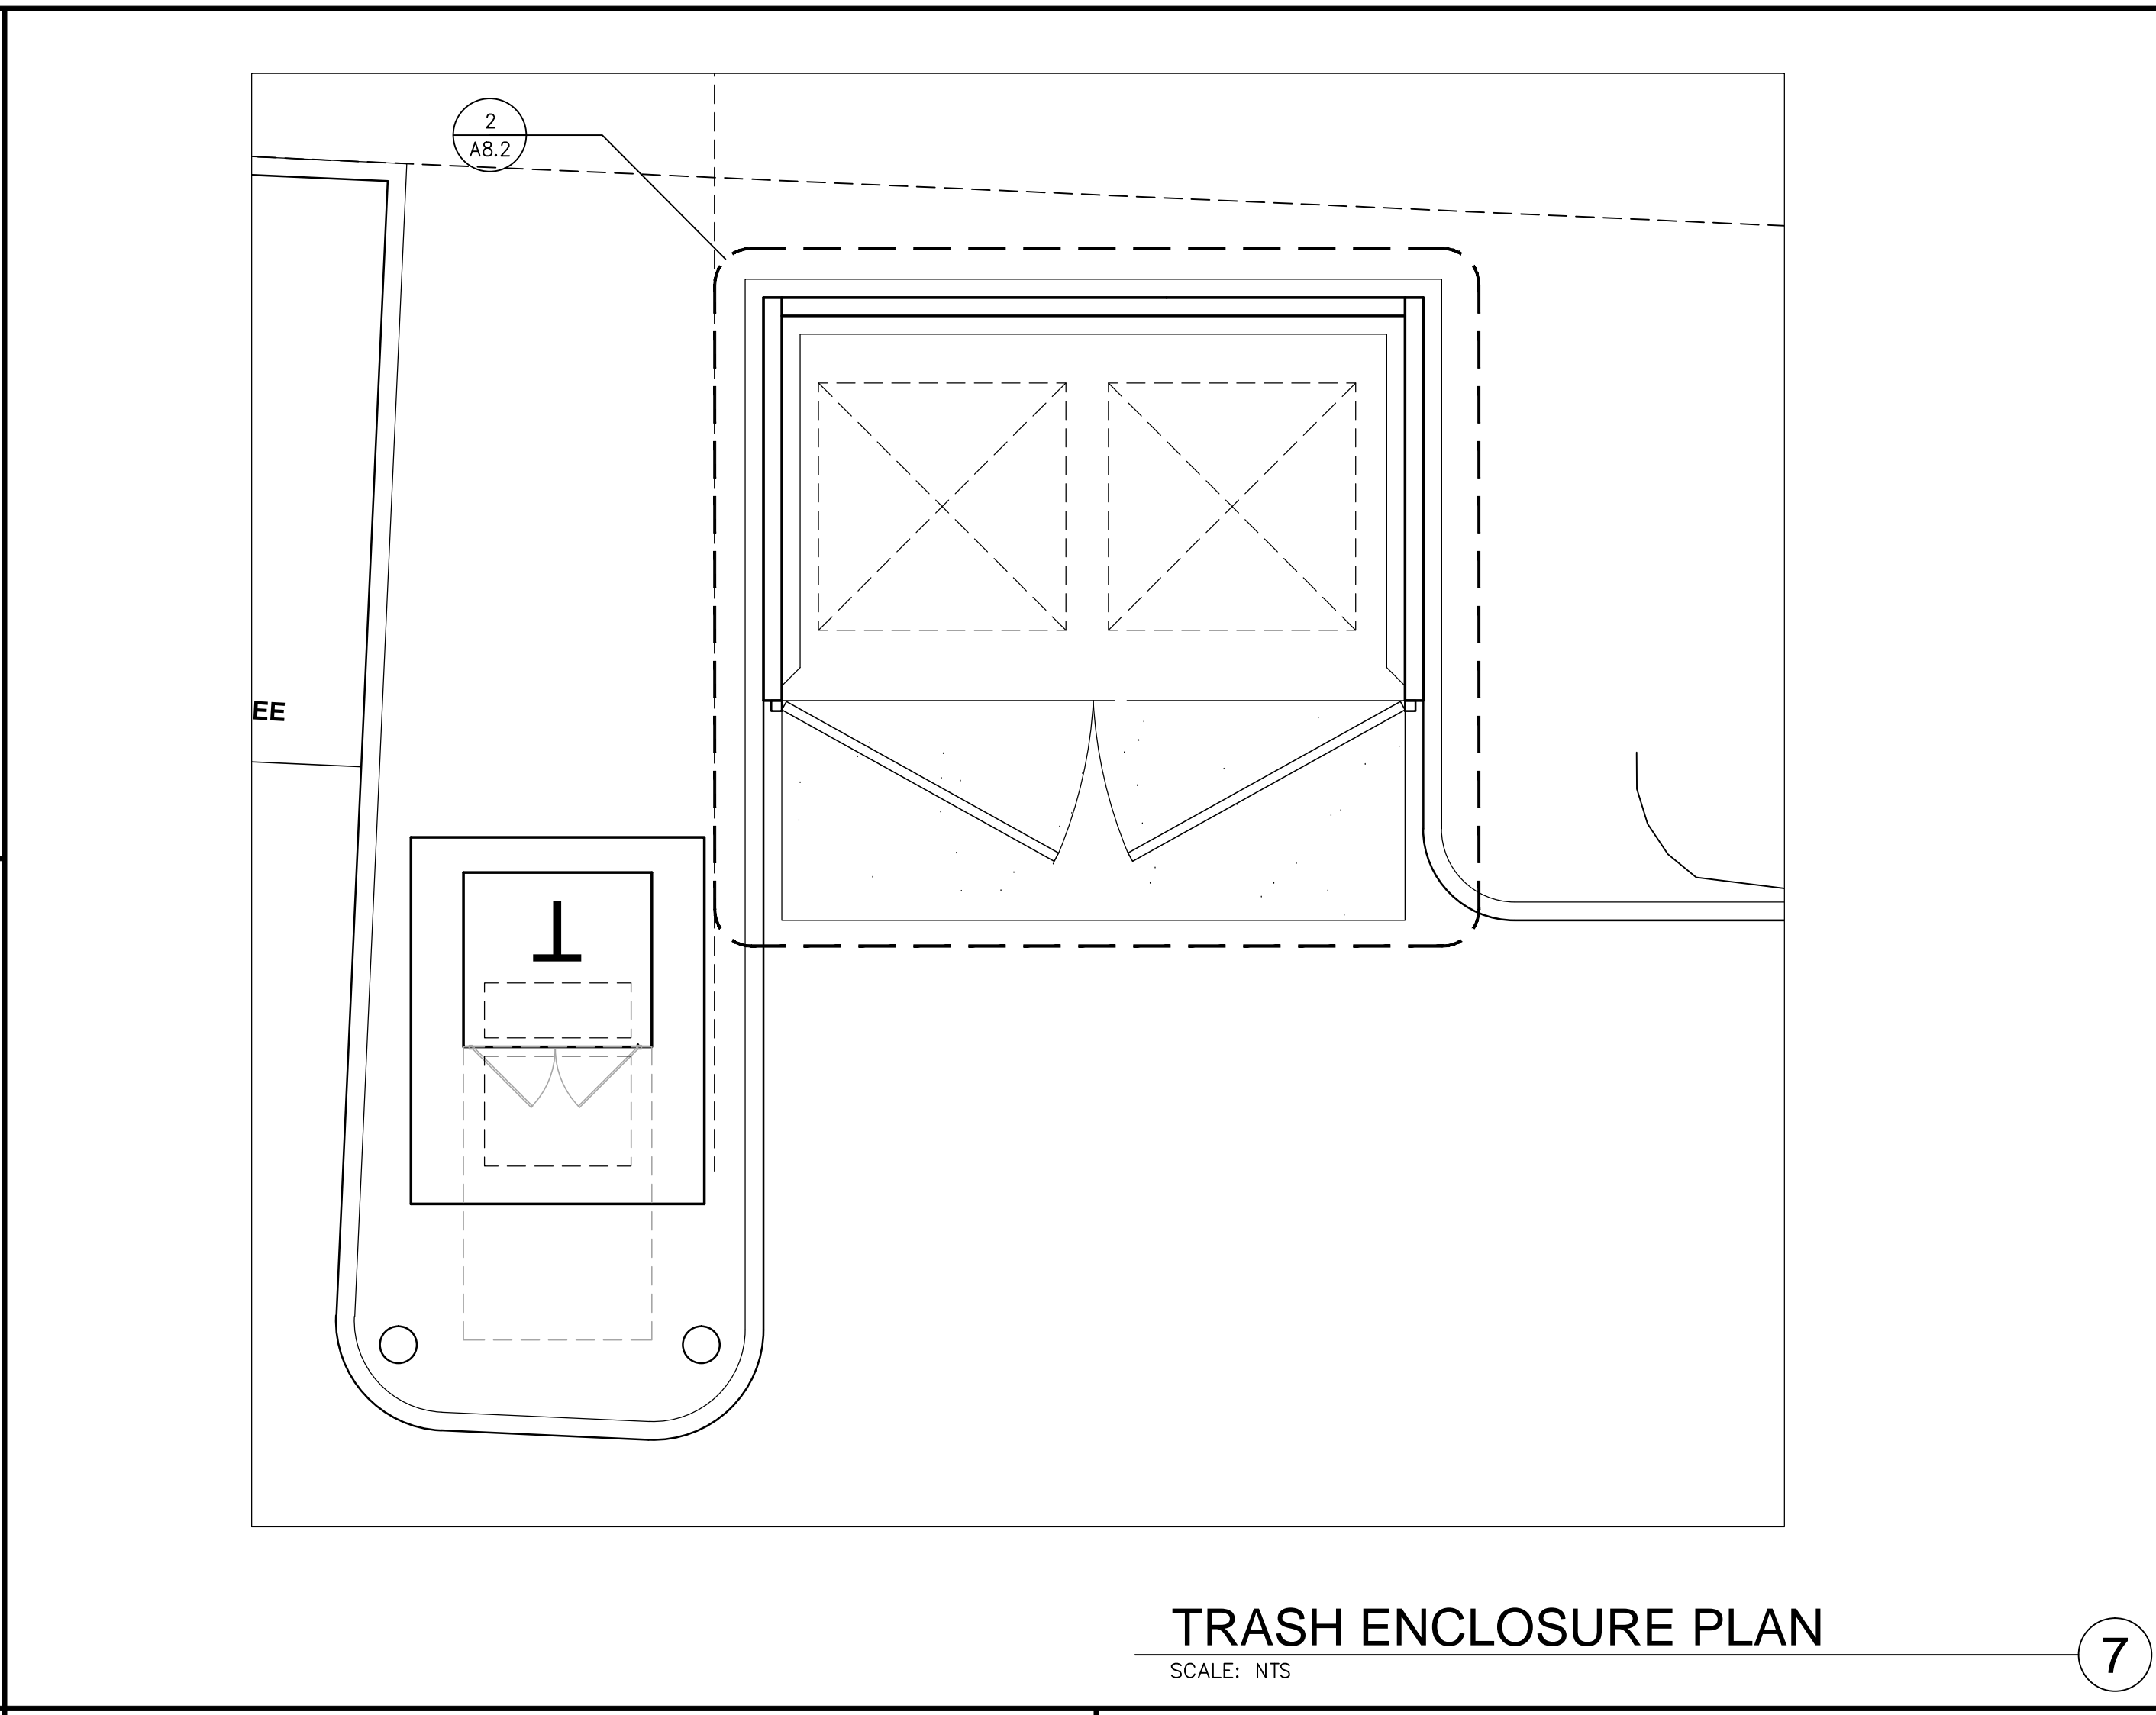 2
A8.2
EE
T
TRASH ENCLOSURE PLAN
SCALE: NTS
7